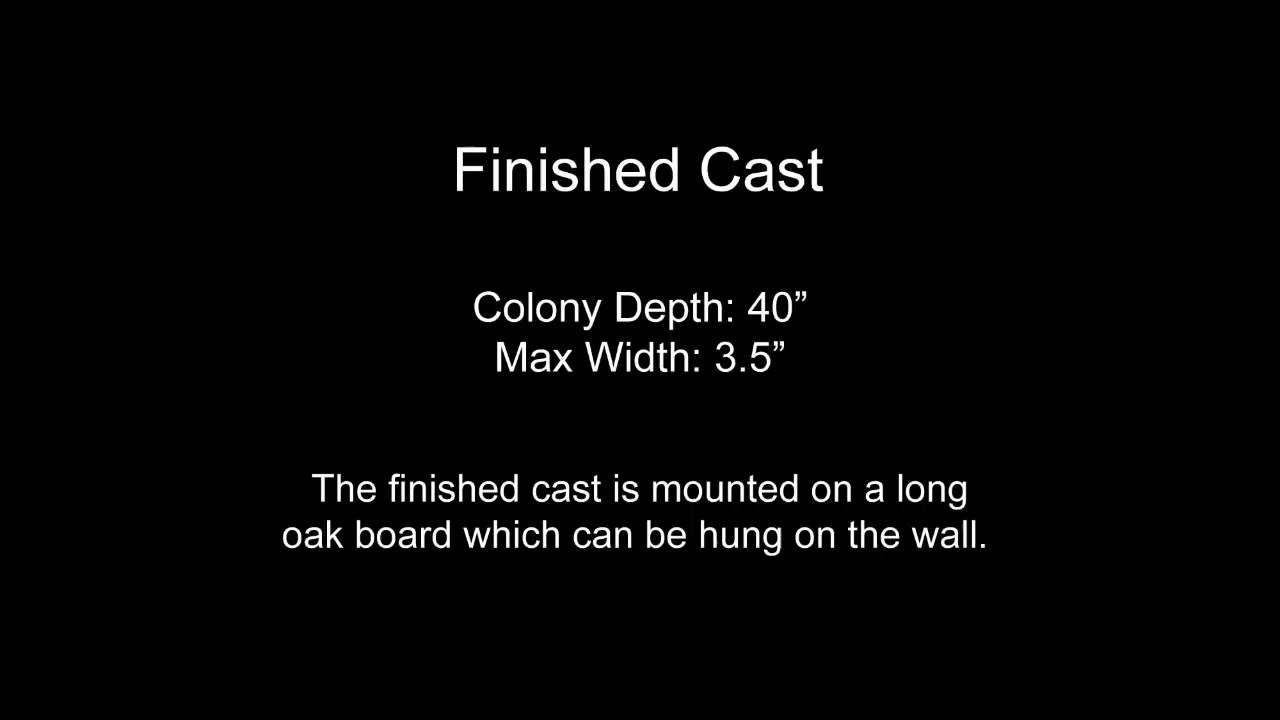 Finished Cast
Colony Depth: 40”
Max Width: 3.5”
The finished cast is mounted on a long
oak board which can be hung on the wall.